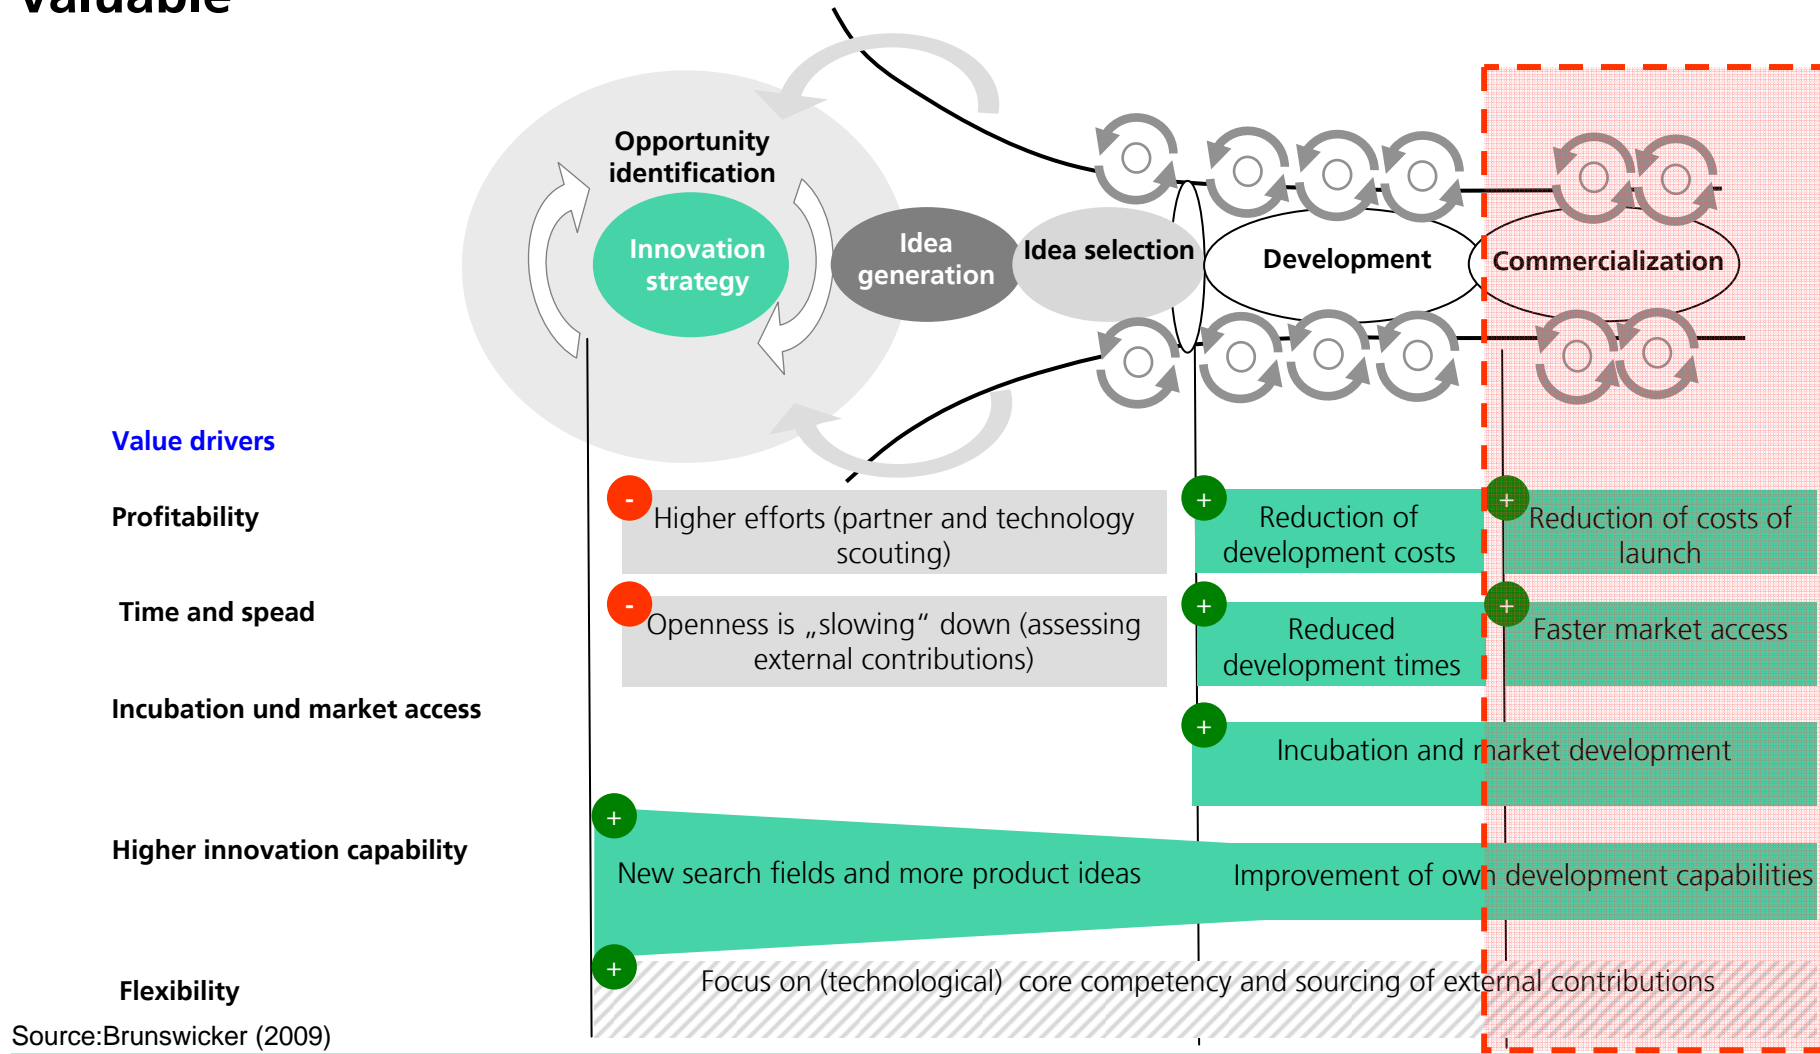 Valuable
Opportunity
identification
Innovation
strategy
Idea
generation
Idea selection
Development
Commercialization
Value drivers
Profitability
-
Higher efforts (partner and technology
scouting)
+
Reduction of
development costs
+
Reduction of costs of
launch
Time and spead
-
Openness is „slowing“ down (assessing
external contributions)
+
Reduced
development times
+
Faster market access
Incubation und market access
+
Incubation and market development
Higher innovation capability
+
New search fields and more product ideas
Improvement of own development capabilities
Flexibility
+
Focus on (technological) core competency and sourcing of external contributions
Source:Brunswicker (2009)